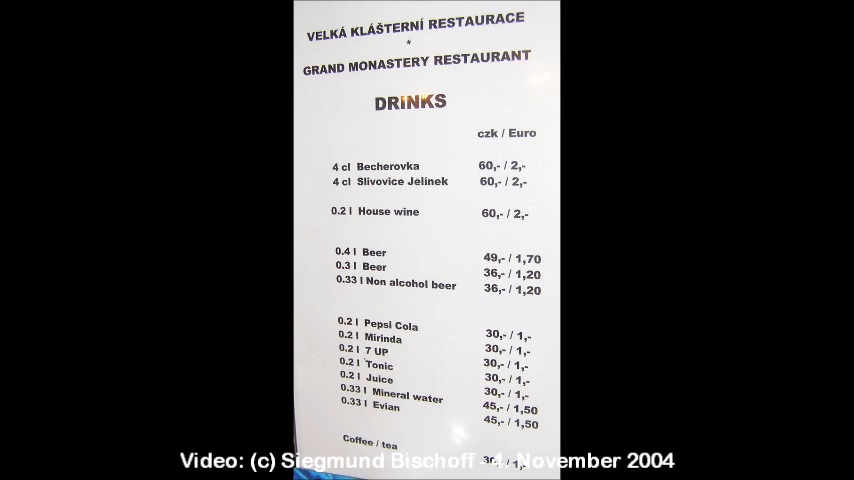 VELKÁ KLÁŠTERNÍ RESTAURACE
*
GRAND MONASTERY RESTAURANT
DRINKS
czk / Euro
4 cl Becherovka 60,- / 2,-
4 cl Slivovice Jelínek 60,- / 2,-
0.2 l House wine 60,- / 2,-
0.4 l Beer 49,- / 1,70
0.3 l Beer 36,- / 1,20
0.33 l Non alcohol beer 36,- / 1,20
0.2 l Pepsi Cola 30,- / 1,-
0.2 l Mirinda 30,- / 1,-
0.2 l 7 UP 30,- / 1,-
0.2 l Tonic 30,- / 1,-
0.2 l Juice 30,- / 1,-
0.33 l Mineral water 45,- / 1,50
0.33 l Evian 45,- / 1,50
Coffee / tea 30,- / 1,-
Video: (c) Siegmund Bischoff - 4. November 2004